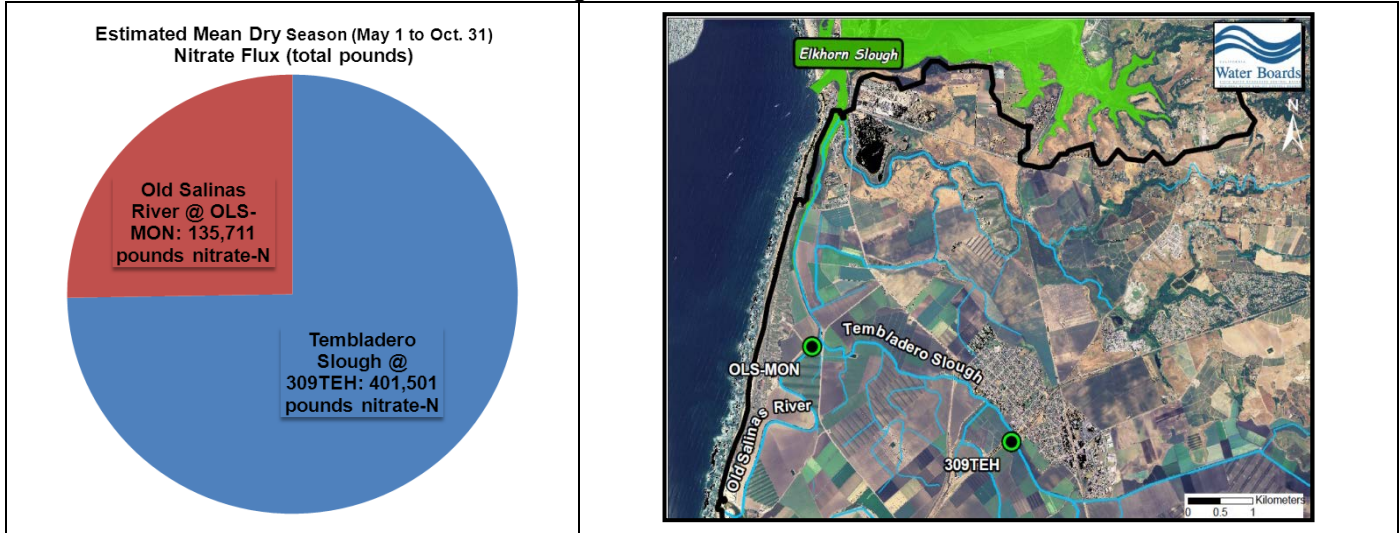 Estimated Mean Dry Season (May 1 to Oct. 31)
Nitrate Flux (total pounds)
Old Salinas
River @ OLS-
MON: 135,711
pounds nitrate-N
Tembladero
Slough @
309TEH: 401,501
pounds nitrate-N
Elkhorn Slough
CALIFORNIA
Water Boards
N
Tembladero Slough
OLS-MON
Old Salinas River
309TEH
Kilometers
0 0.5 1